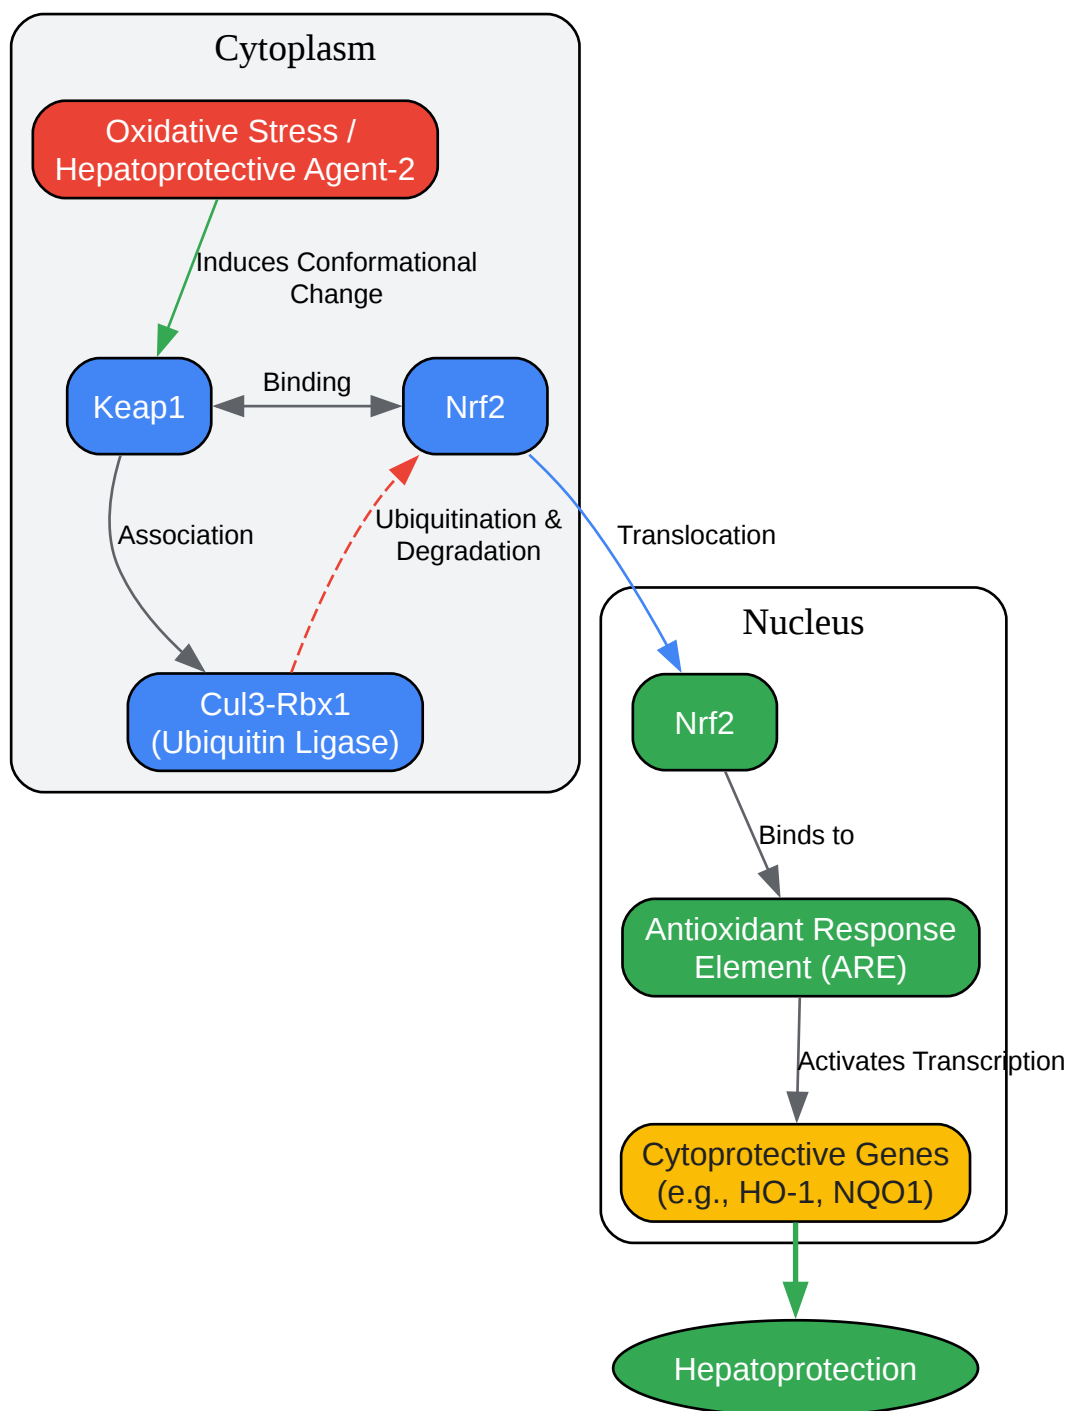 Cytoplasm
Oxidative Stress /
Hepatoprotective Agent-2
Induces Conformational
Change
Keap1
Binding
Nrf2
Association
Ubiquitination &
Degradation
Translocation
Cul3-Rbx1
(Ubiquitin Ligase)
Nucleus
Nrf2
Binds to
Antioxidant Response
Element (ARE)
Activates Transcription
Cytoprotective Genes
(e.g., HO-1, NQO1)
Hepatoprotection